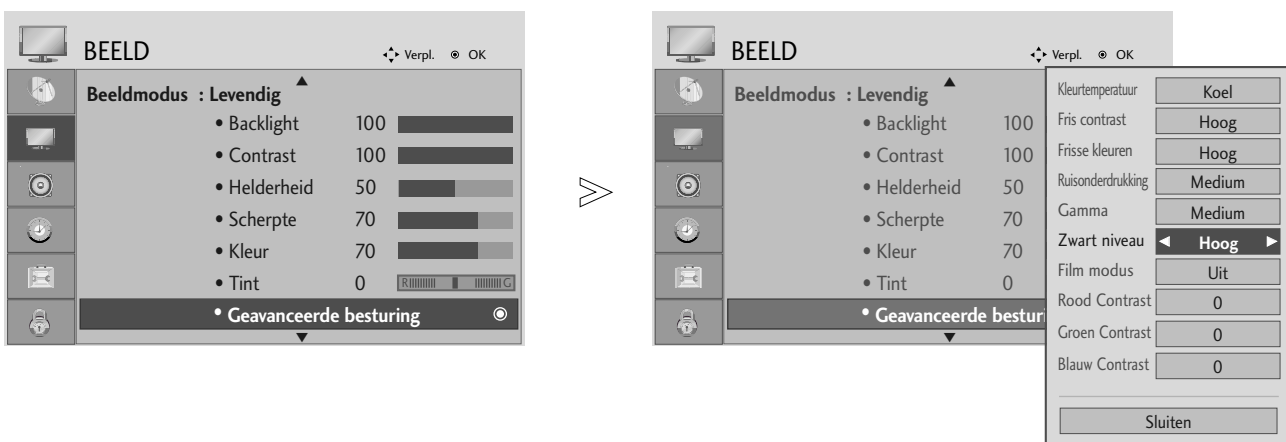 BEELD
Verpl. OK
Beeldmodus : Levendig
• Backlight 100
• Contrast 100
• Helderheid 50
• Scherpte 70
• Kleur 70
• Tint 0 R G
• Geavanceerde besturing
BEELD
Verpl. OK
Beeldmodus : Levendig
• Backlight 100
• Contrast 100
• Helderheid 50
• Scherpte 70
• Kleur 70
• Tint 0
• Geavanceerde bestur
Kleurtemperatuur Koel
Fris contrast Hoog
Frisse kleuren Hoog
Ruisonderdrukking Medium
Gamma Medium
Zwart niveau Hoog
Film modus Uit
Rood Contrast 0
Groen Contrast 0
Blauw Contrast 0
Sluiten